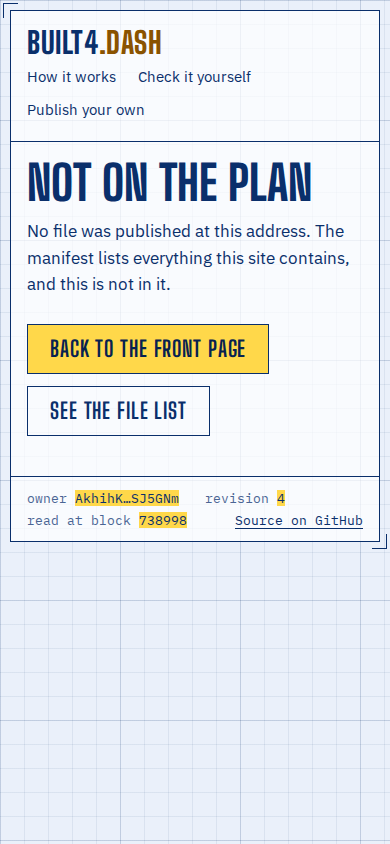 BUILT4.DASH
How it works Check it yourself
Publish your own
NOT ON THE PLAN
No file was published at this address. The
manifest lists everything this site contains,
and this is not in it.
BACK TO THE FRONT PAGE
SEE THE FILE LIST
owner AkhihK…SJ5GNm revision 4
read at block 738998 Source on GitHub